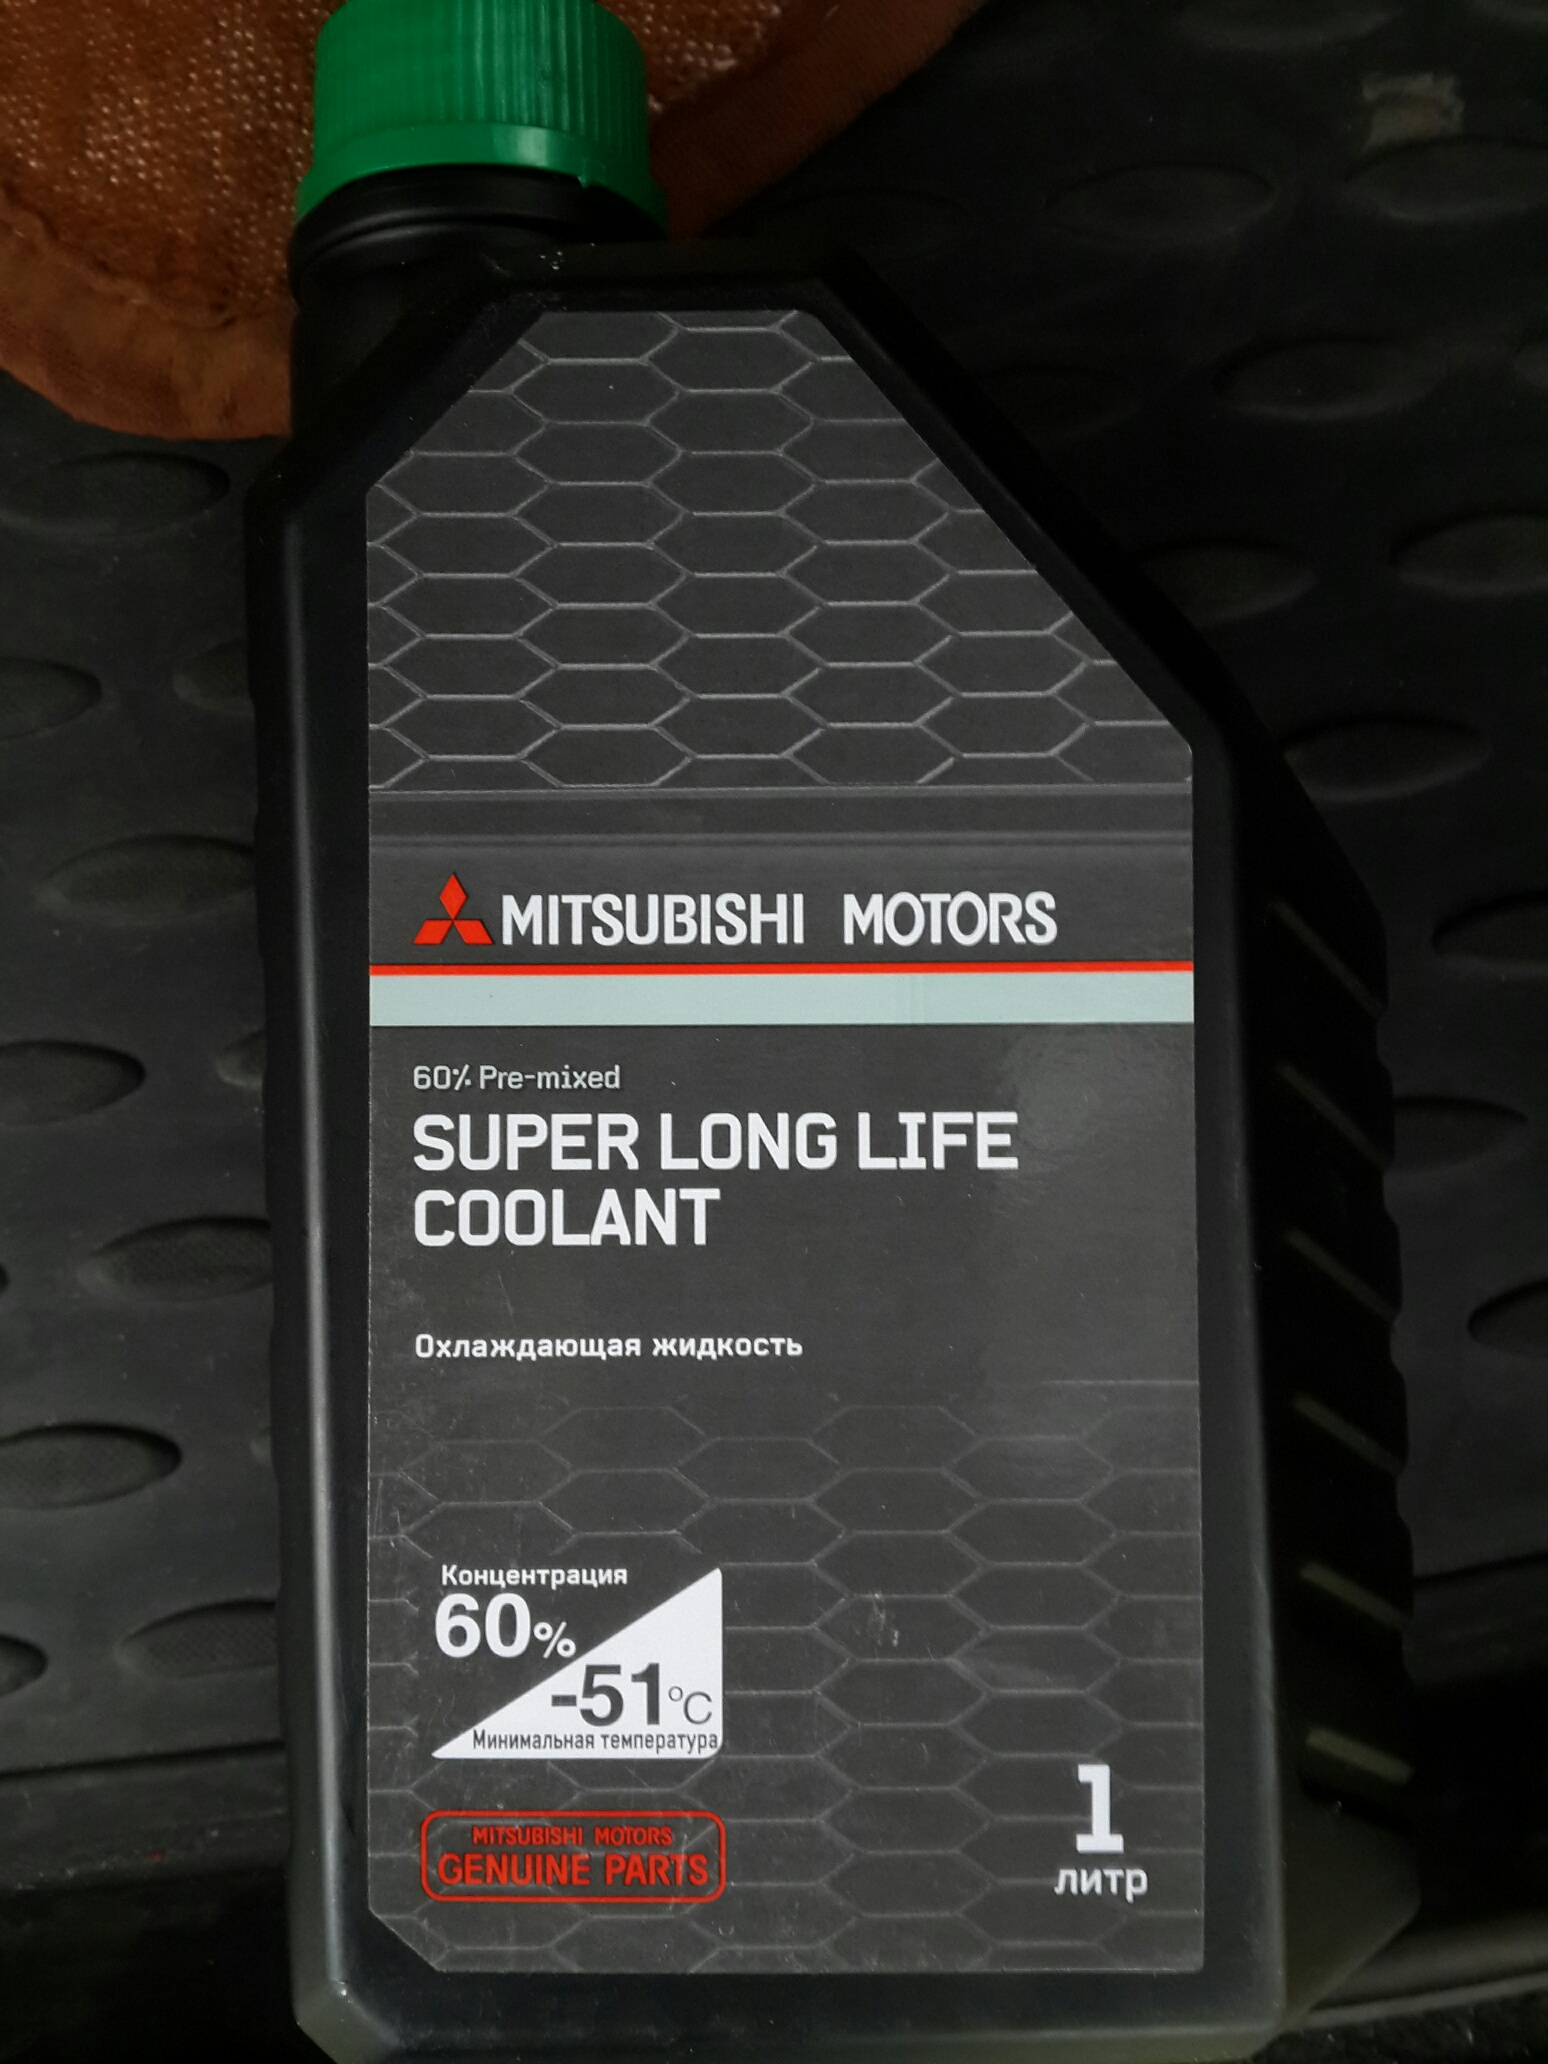 MITSUBISHI MOTORS
60% Pre-mixed
SUPER LONG LIFE
COOLANT
Охлаждающая жидкость
Концентрация
60%
-51°C
Минимальная температура
1
литр
MITSUBISHI MOTORS
GENUINE PARTS